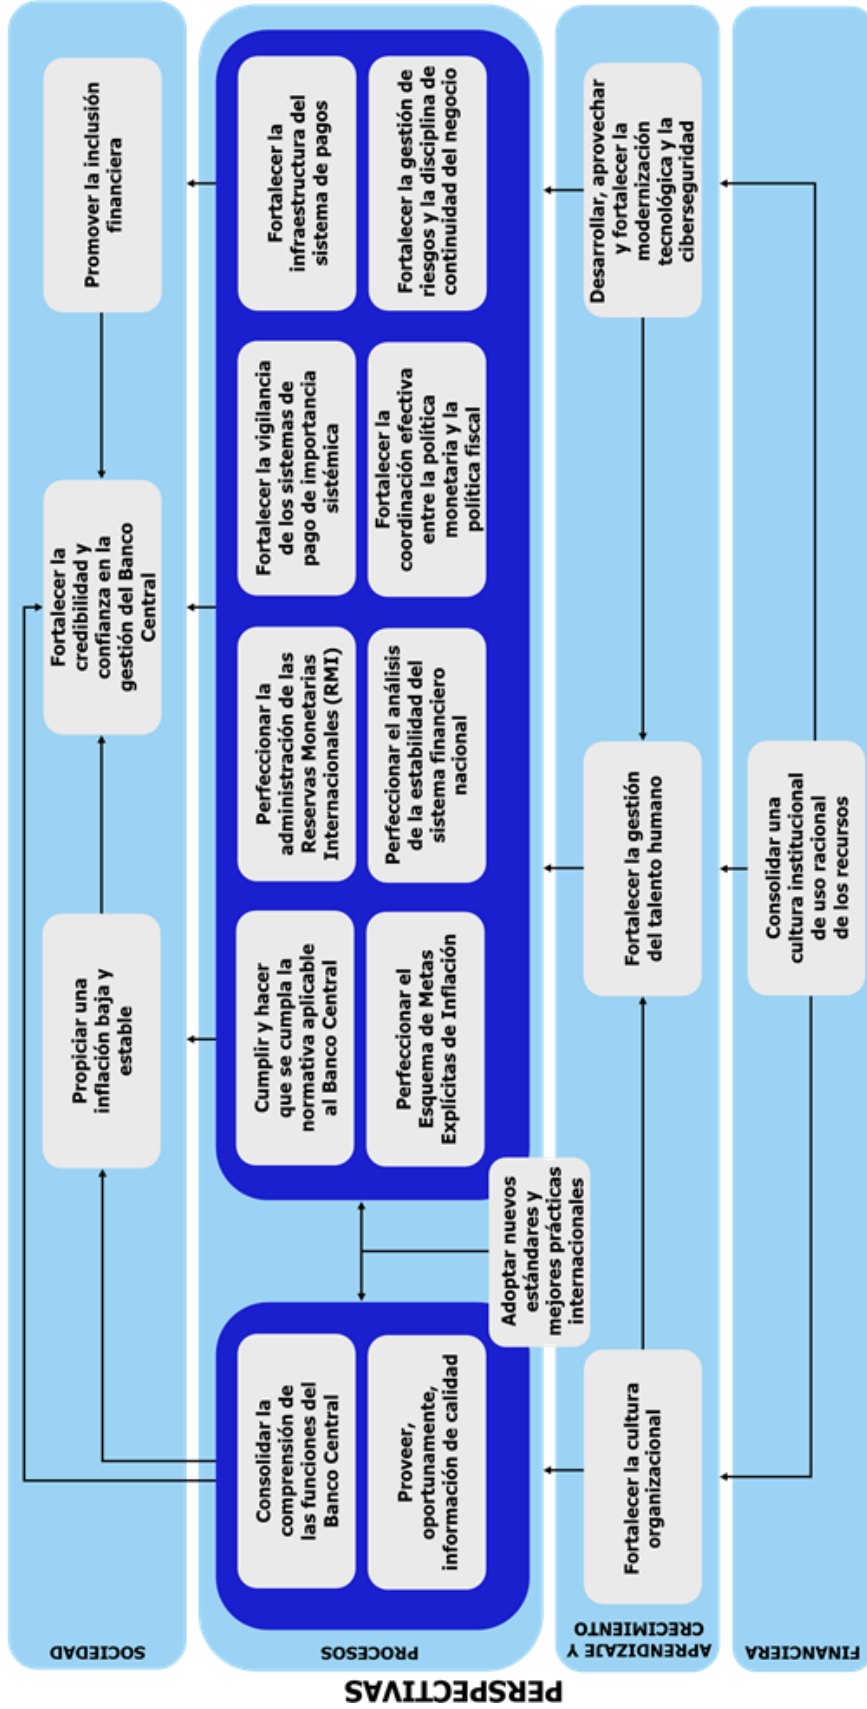 PERSPECTIVAS
SOCIEDAD
Propiciar una
inflación baja y
estable
Fortalecer la
credibilidad y
confianza en la
gestión del Banco
Central
Promover la inclusión
financiera
PROCESOS
Consolidar la
comprensión de
las funciones del
Banco Central
Proveer,
oportunamente,
información de calidad
Cumplir y hacer
que se cumpla la
normativa aplicable
al Banco Central
Perfeccionar la
administración de las
Reservas Monetarias
Internacionales (RMI)
Fortalecer la vigilancia
de los sistemas de
pago de importancia
sistémica
Fortalecer la
infraestructura del
sistema de pagos
Perfeccionar el
Esquema de Metas
Explícitas de Inflación
Perfeccionar el análisis
de la estabilidad del
sistema financiero
nacional
Fortalecer la
coordinación efectiva
entre la política
monetaria y la
política fiscal
Fortalecer la gestión de
riesgos y la disciplina de
continuidad del negocio
Adoptar nuevos
estándares y
mejores prácticas
internacionales
APRENDIZAJE Y
CRECIMIENTO
Fortalecer la cultura
organizacional
Fortalecer la gestión
del talento humano
Desarrollar, aprovechar
y fortalecer la
modernización
tecnológica y la
ciberseguridad
FINANCIERA
Consolidar una
cultura institucional
de uso racional
de los recursos